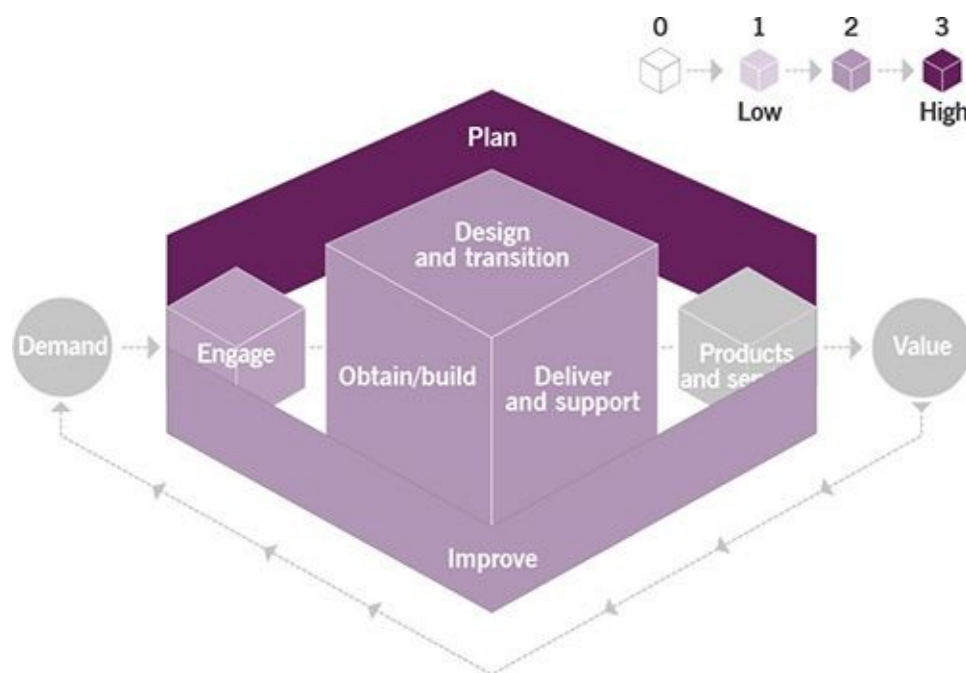 0 1 2 3
Low High
Plan
Design
and transition
Demand
Engage
Obtain/build
Deliver
and support
Products
and
Value
Improve